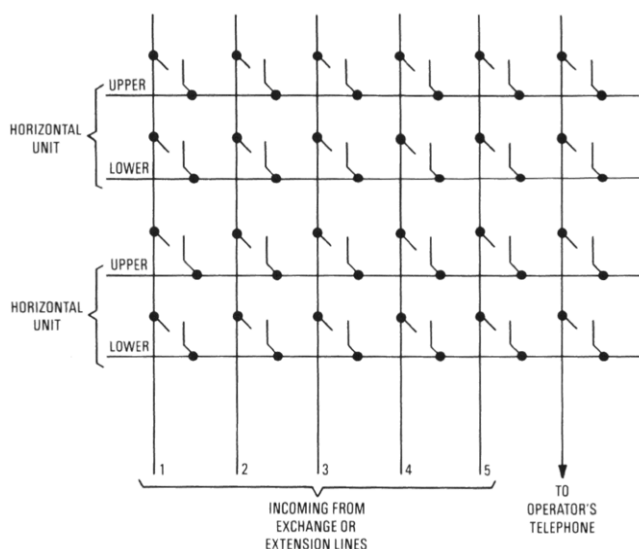 UPPER
HORIZONTAL
UNIT
LOWER
UPPER
HORIZONTAL
UNIT
LOWER
1 2 3 4 5
INCOMING FROM
EXCHANGE OR
EXTENSION LINES
TO
OPERATOR'S
TELEPHONE